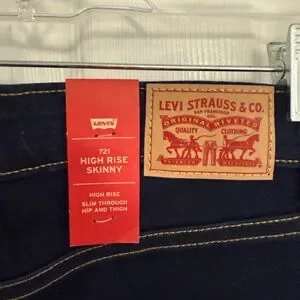 LEVI'S
721
HIGH RISE
SKINNY
HIGH RISE
SLIM THROUGH
HIP AND THIGH
LEVI STRAUSS & CO.
SAN FRANCISCO
CAL.
ORIGINAL RIVETED
QUALITY CLOTHING